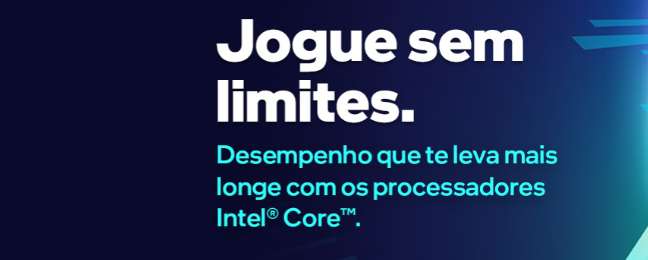 Jogue sem
limites.
Desempenho que te leva mais
longe com os processadores
Intel® Core™.